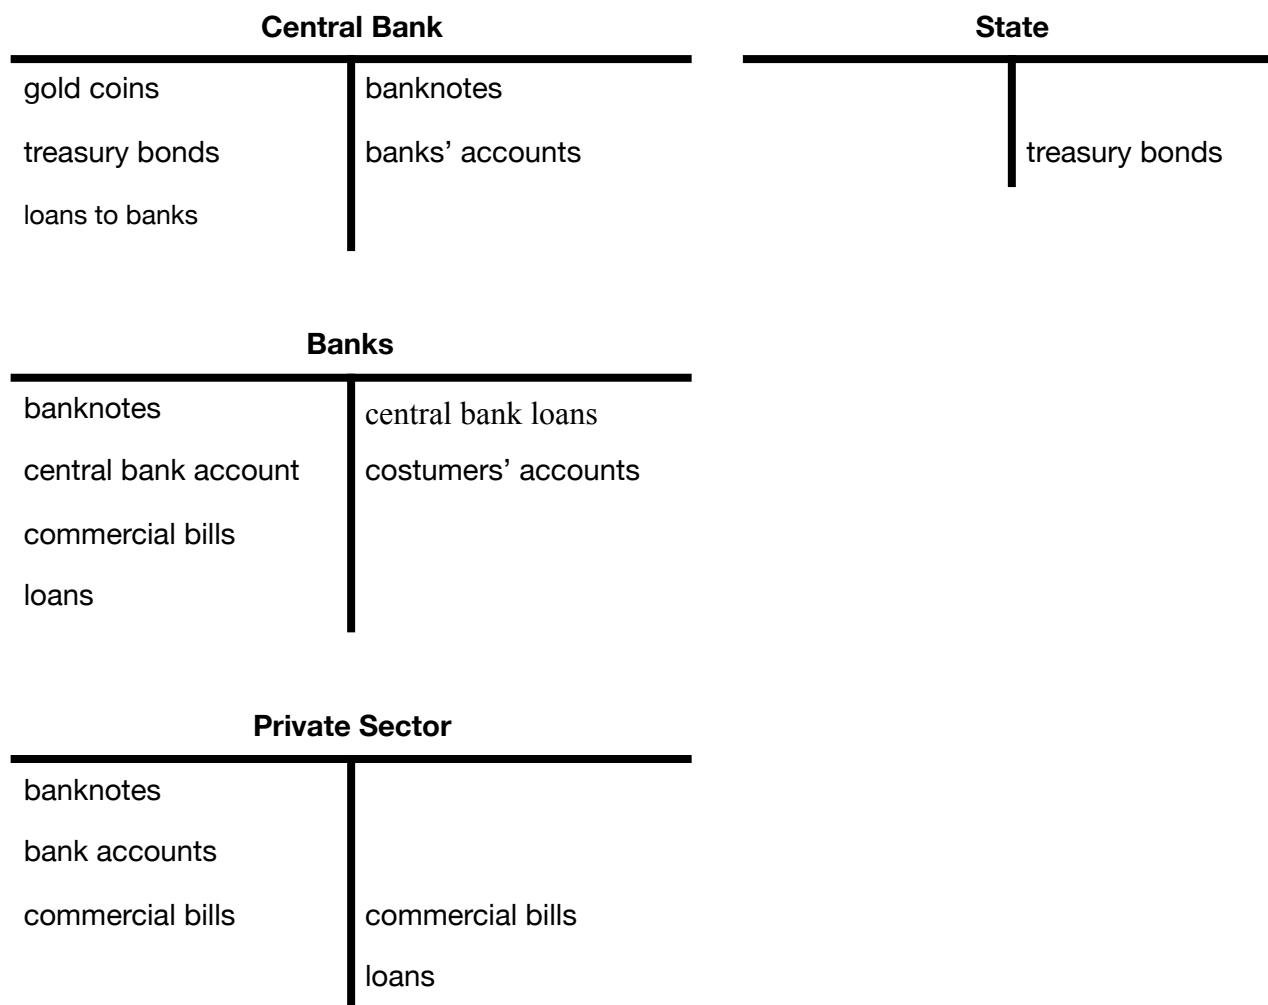 Central Bank
gold coins banknotes
treasury bonds banks’ accounts
loans to banks
State
treasury bonds
Banks
banknotes central bank loans
central bank account costumers’ accounts
commercial bills
loans
Private Sector
banknotes
bank accounts
commercial bills commercial bills
loans